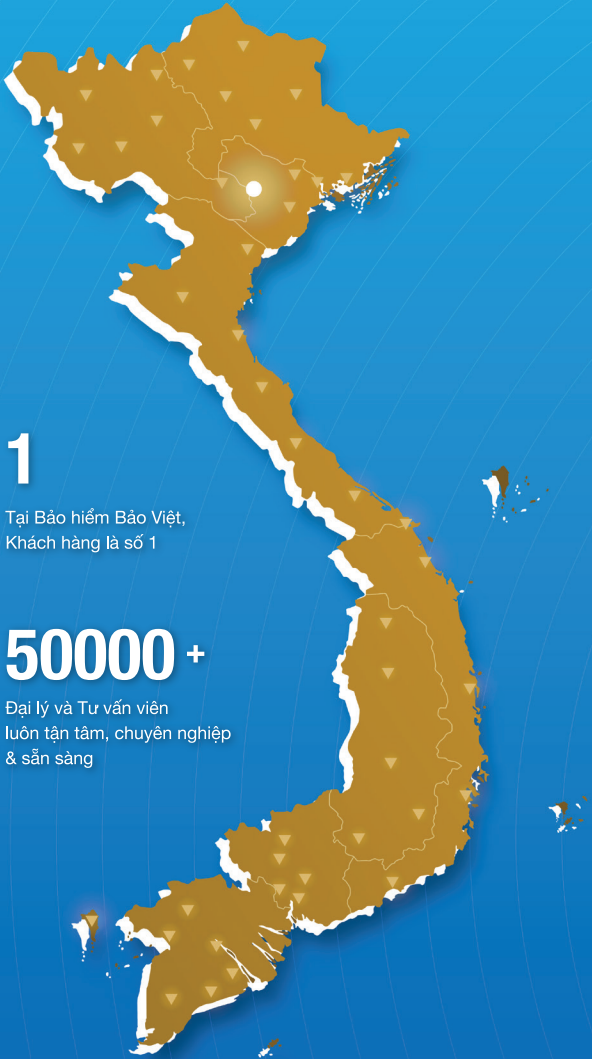 1
Tại Bảo hiểm Bảo Việt,
Khách hàng là số 1
50000 +
Đại lý và Tư vấn viên
luôn tận tâm, chuyên nghiệp
& sẵn sàng